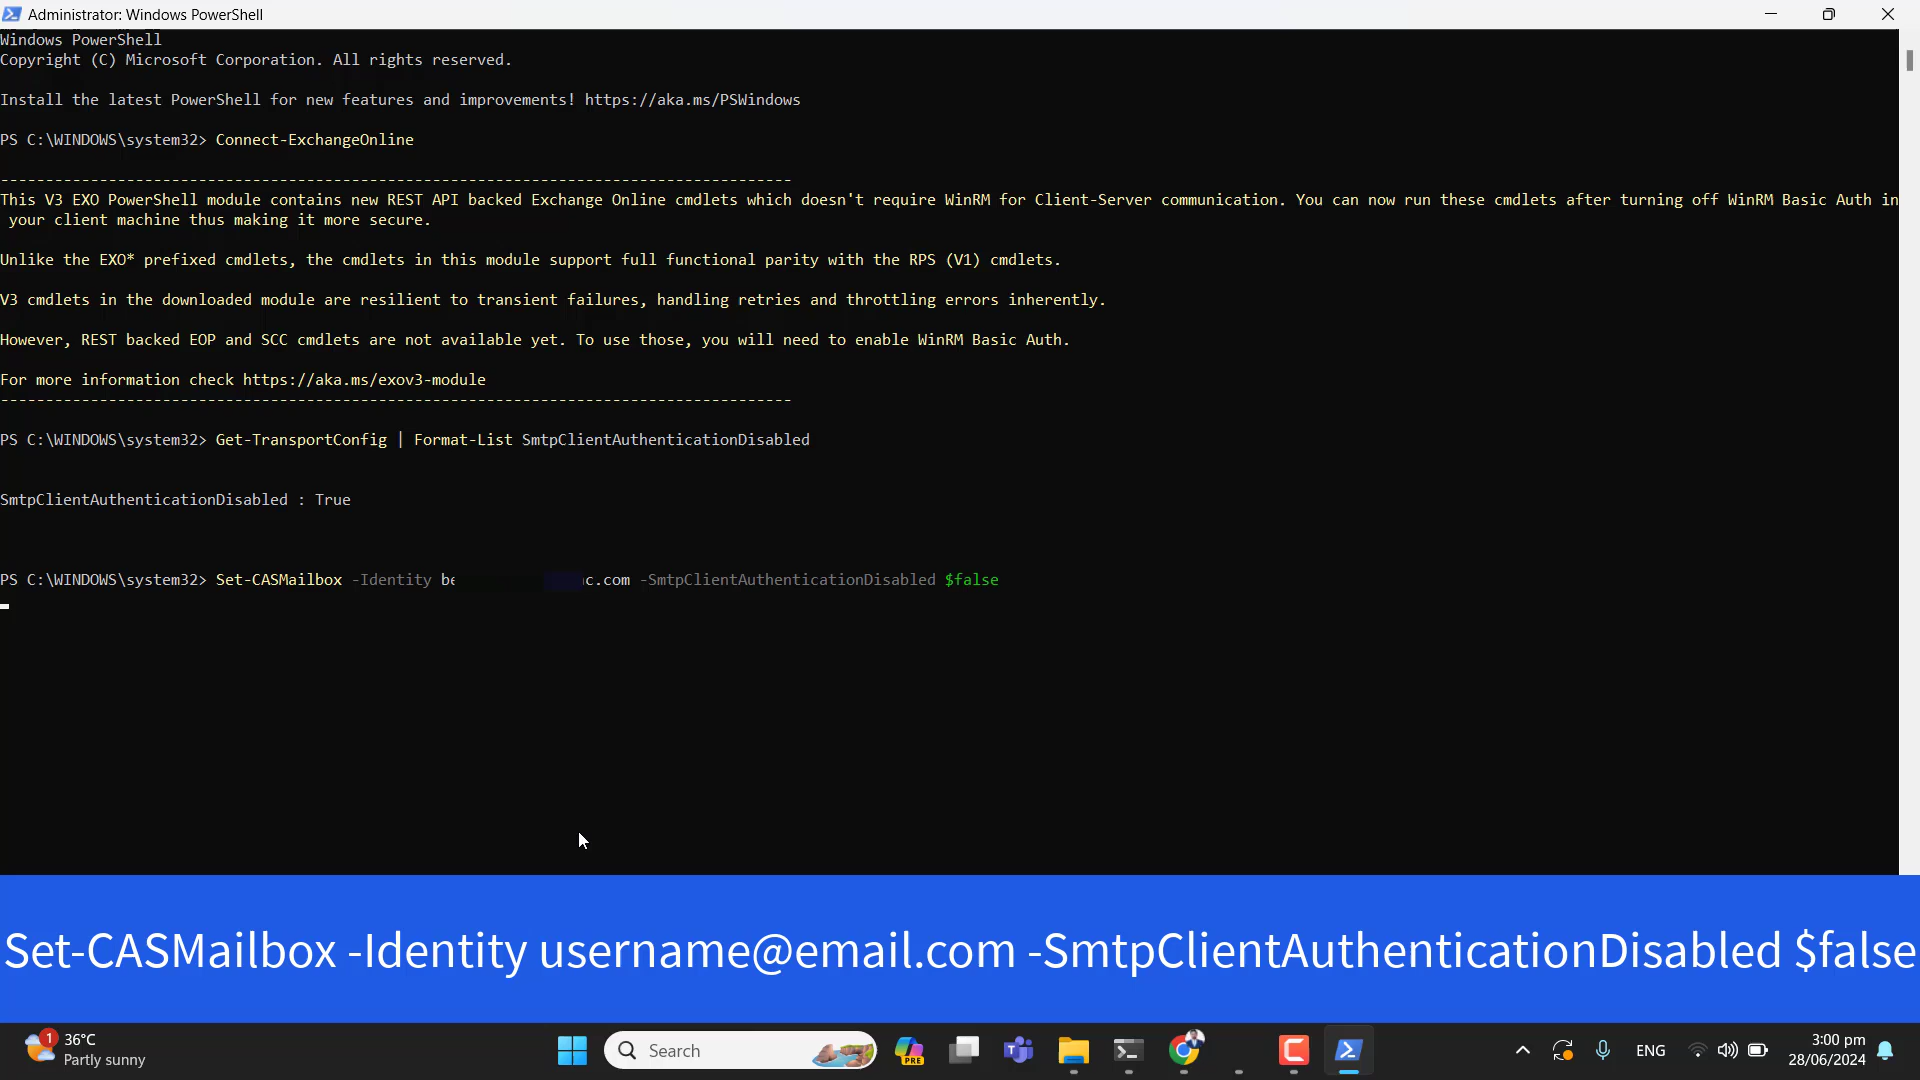 Administrator: Windows PowerShell
Windows PowerShell
Copyright (C) Microsoft Corporation. All rights reserved.
Install the latest PowerShell for new features and improvements! https://aka.ms/PSWindows
PS C:\WINDOWS\system32> Connect-ExchangeOnline
----------------------------------------------------------------------------------------
This V3 EXO PowerShell module contains new REST API backed Exchange Online cmdlets which doesn't require WinRM for Client-Server communication. You can now run these cmdlets after turning off WinRM Basic Auth in
your client machine thus making it more secure.
Unlike the EXO* prefixed cmdlets, the cmdlets in this module support full functional parity with the RPS (V1) cmdlets.
V3 cmdlets in the downloaded module are resilient to transient failures, handling retries and throttling errors inherently.
However, REST backed EOP and SCC cmdlets are not available yet. To use those, you will need to enable WinRM Basic Auth.
For more information check https://aka.ms/exov3-module
----------------------------------------------------------------------------------------
PS C:\WINDOWS\system32> Get-TransportConfig | Format-List SmtpClientAuthenticationDisabled
SmtpClientAuthenticationDisabled : True
PS C:\WINDOWS\system32> Set-CASMailbox -Identity be c.com -SmtpClientAuthenticationDisabled $false
Set-CASMailbox -Identity username@email.com -SmtpClientAuthenticationDisabled $false
1
36°C
Partly sunny
Search
PRE
ENG
3:00 pm
28/06/2024